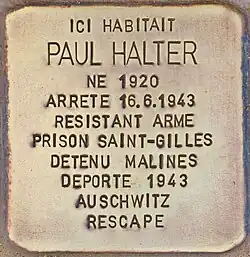 ICI HABITAIT
PAUL HALTER
NE 1920
ARRETE 16.6.1943
RESISTANT ARME
PRISON SAINT-GILLES
DETENU MALINES
DEPORTE 1943
AUSCHWITZ
RESCAPE